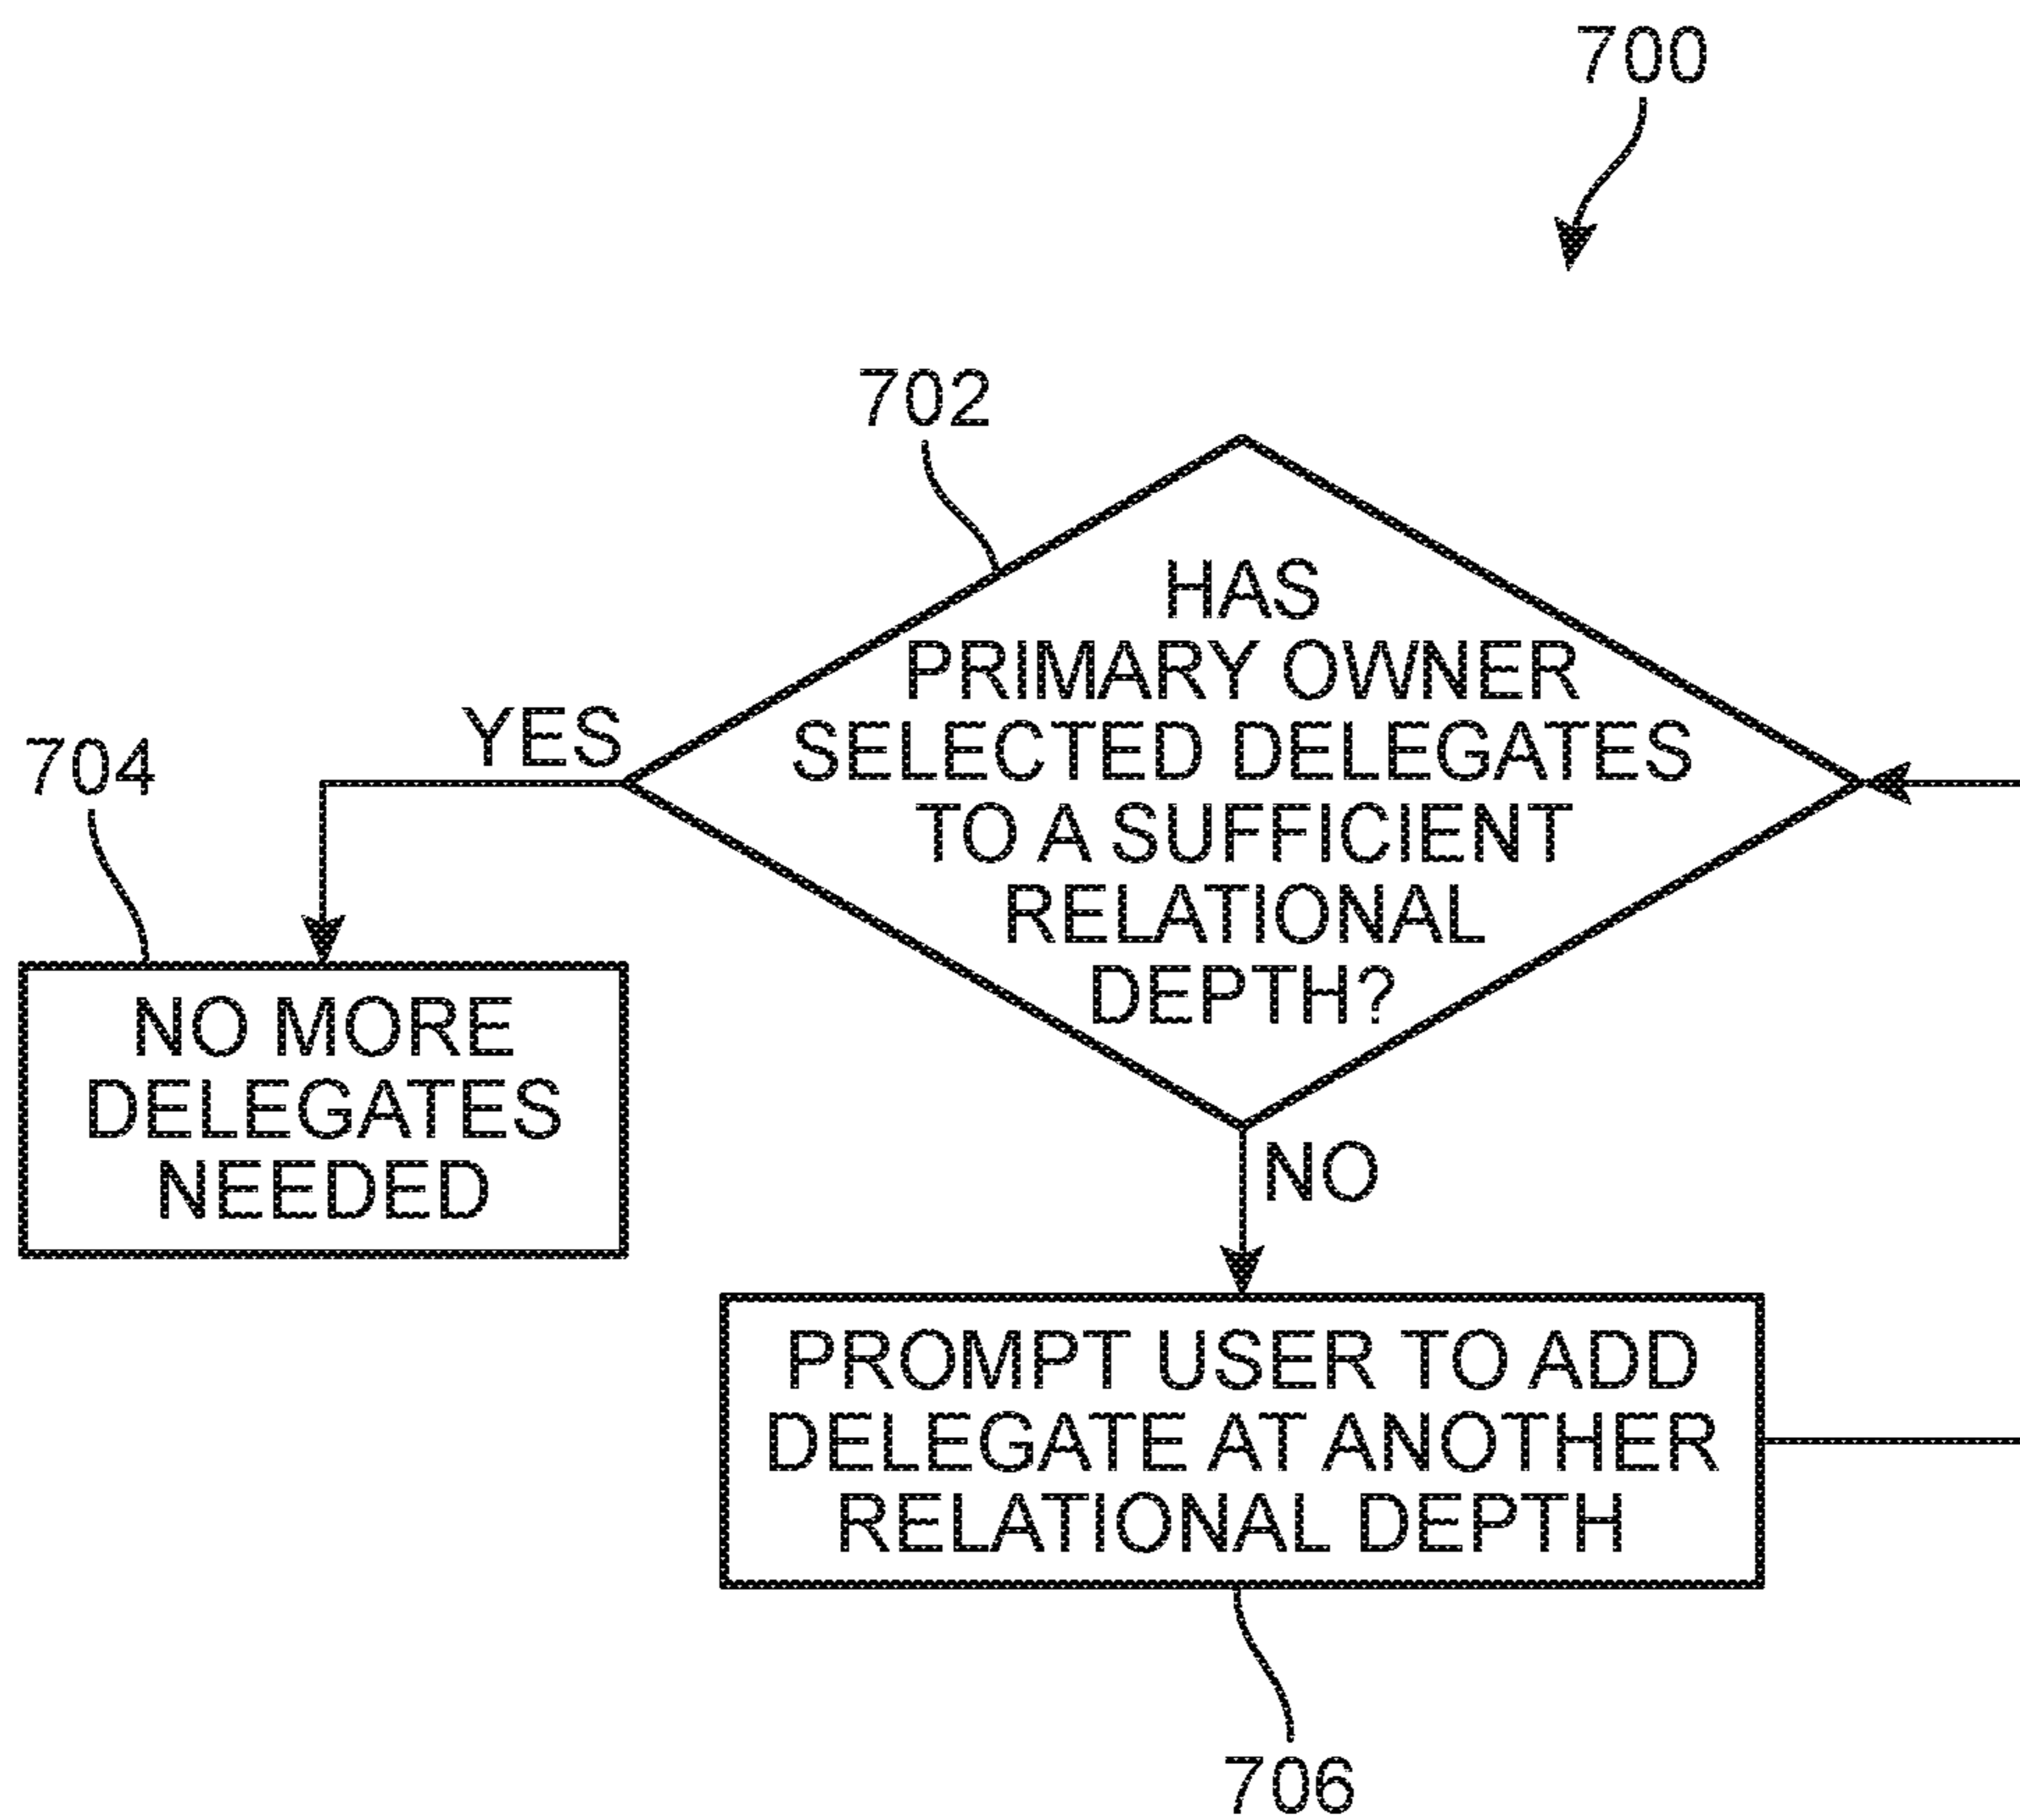 700
702
HAS
PRIMARY OWNER
SELECTED DELEGATES
TO A SUFFICIENT
RELATIONAL
DEPTH?
YES
704
NO MORE
DELEGATES
NEEDED
NO
PROMPT USER TO ADD
DELEGATE AT ANOTHER
RELATIONAL DEPTH
706